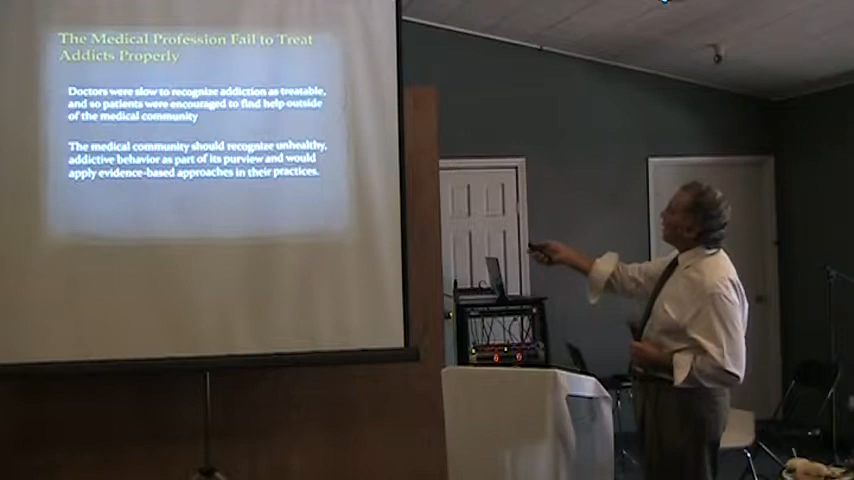 The Medical Profession Fail to Treat
Addicts Properly
Doctors were slow to recognize addiction as treatable,
and so patients were encouraged to find help outside
of the medical community
The medical community should recognize unhealthy,
addictive behavior as part of its purview and would
apply evidence-based approaches in their practices.